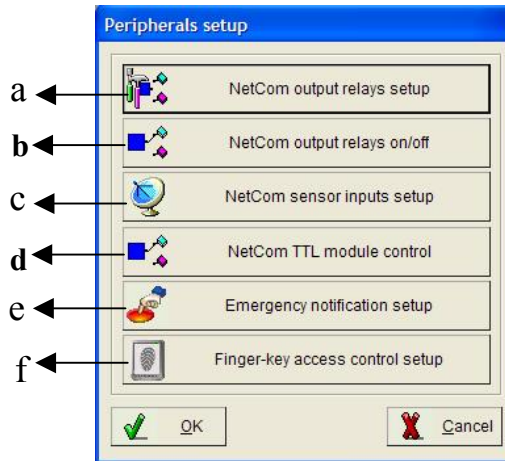 Peripherals setup
a NetCom output relays setup
b NetCom output relays on/off
c NetCom sensor inputs setup
d NetCom TTL module control
e Emergency notification setup
f Finger-key access control setup
OK Cancel